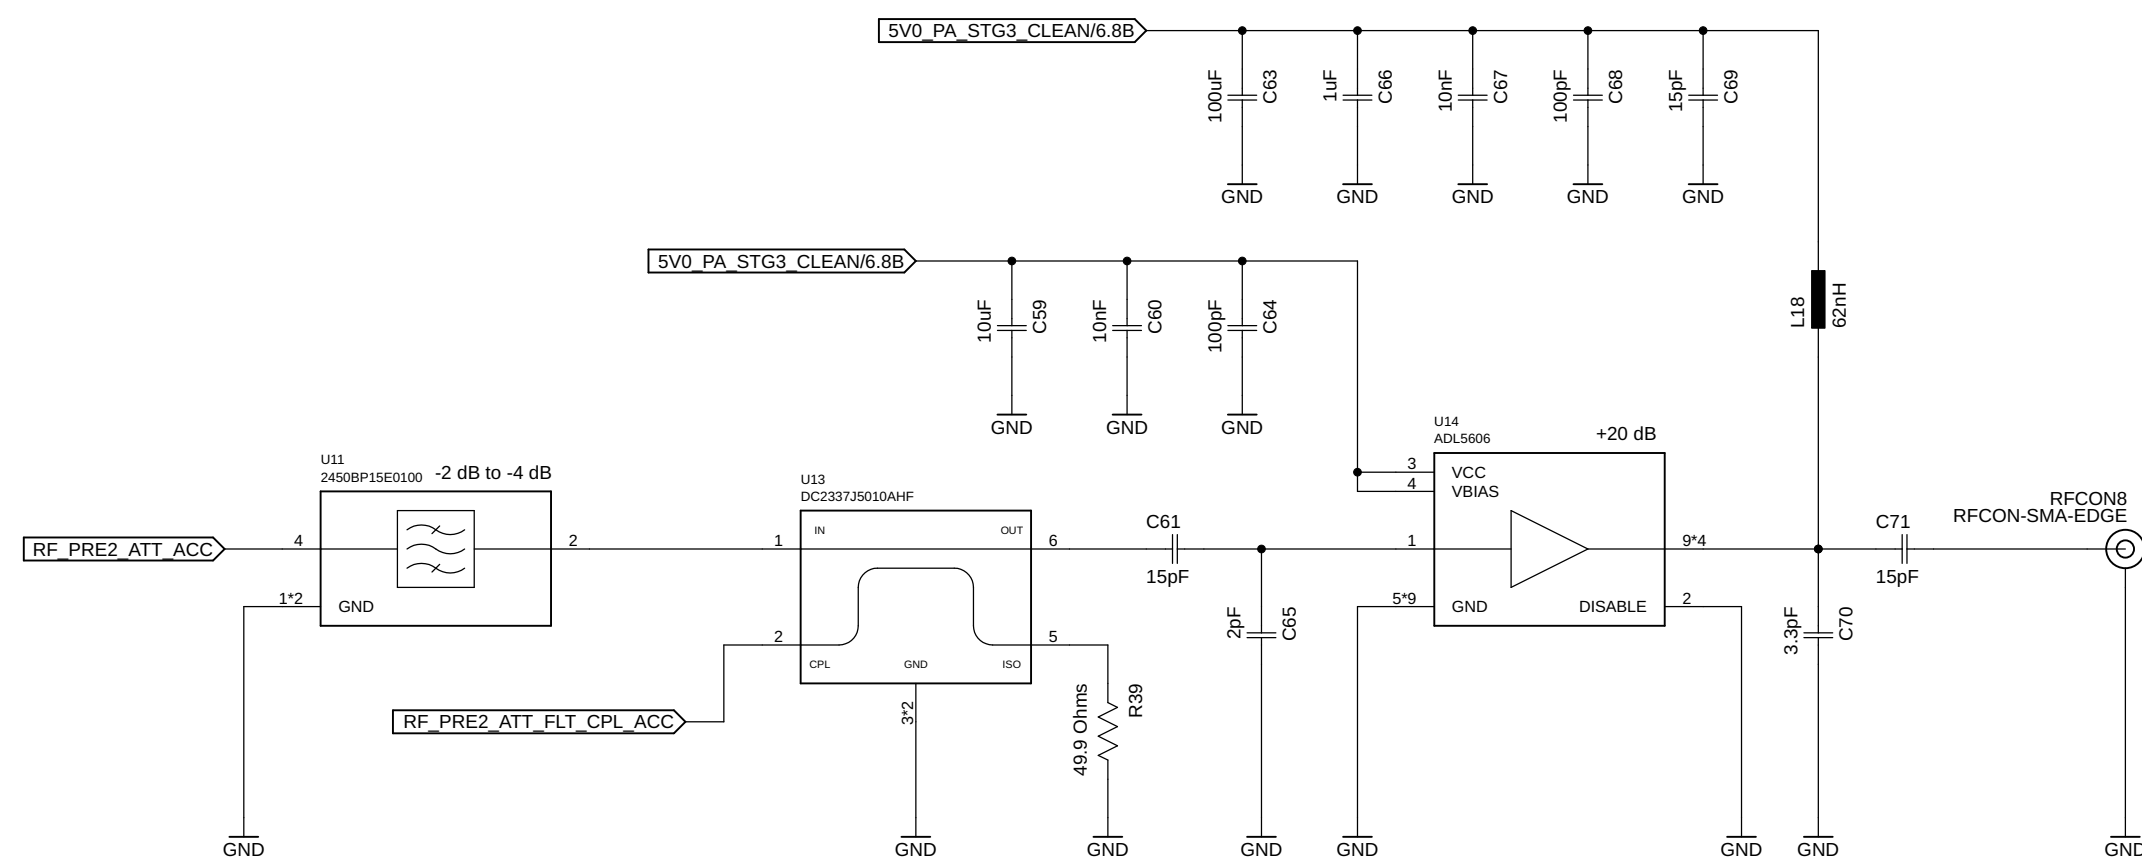 5V0_PA_STG3_CLEAN/6.8B
100uF
C63
1uF
C66
10nF
C67
100pF
C68
15pF
C69
GND
GND
GND
GND
GND
5V0_PA_STG3_CLEAN/6.8B
10uF
C59
10nF
C60
100pF
C64
GND
GND
GND
L18
62nH
U11
2450BP15E0100
-2 dB to -4 dB
RF_PRE2_ATT_ACC
4
2
1*2
GND
GND
U13
DC2337J5010AHF
IN
OUT
1
6
2
5
CPL
GND
ISO
3*2
RF_PRE2_ATT_FLT_CPL_ACC
GND
49.9 Ohms
R39
GND
C61
15pF
2pF
C65
GND
U14
ADL5606
+20 dB
3
VCC
4
VBIAS
1
9*4
5*9
GND
DISABLE
2
GND
GND
3.3pF
C70
GND
C71
15pF
RFCON8
RFCON-SMA-EDGE
GND